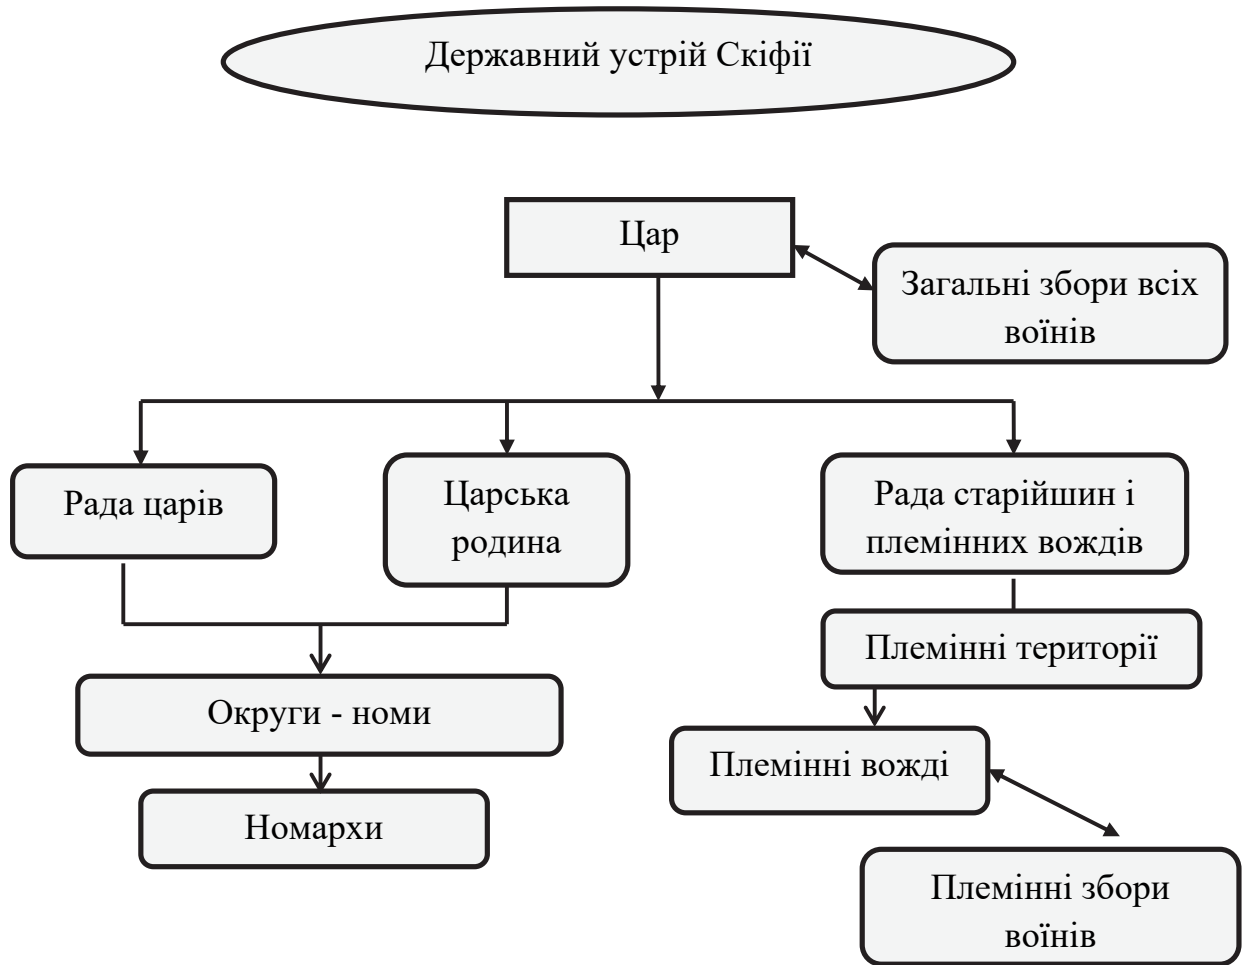 Державний устрій Скіфії
Цар
Загальні збори всіх
воїнів
Рада царів
Царська
родина
Рада старійшин і
племінних вождів
Племінні території
Округи - номи
Племінні вожді
Номархи
Племінні збори
воїнів